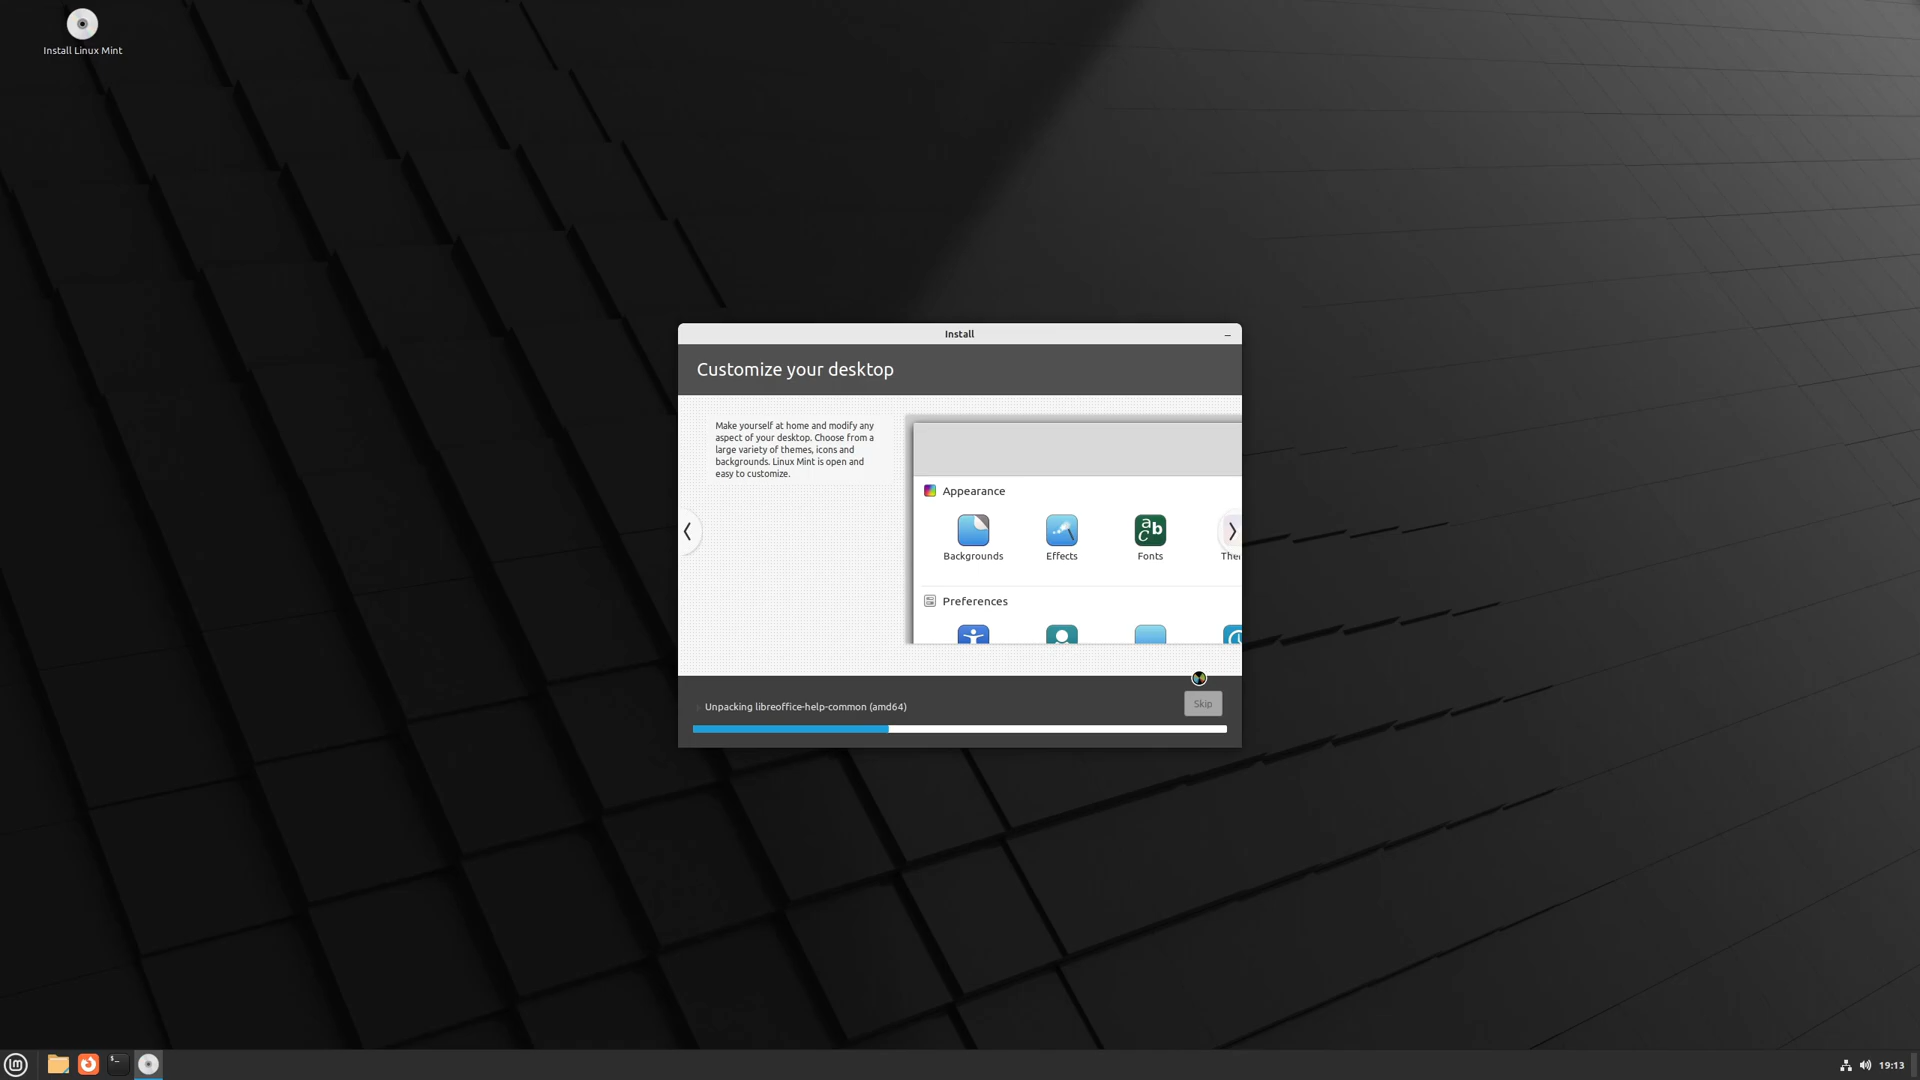 Install Linux Mint
Install
Customize your desktop
Make yourself at home and modify any
aspect of your desktop. Choose from a
large variety of themes, icons and
backgrounds. Linux Mint is open and
easy to customize.
Appearance
Backgrounds
Effects
Fonts
Preferences
Unpacking libreoffice-help-common (amd64)
Skip
19:13